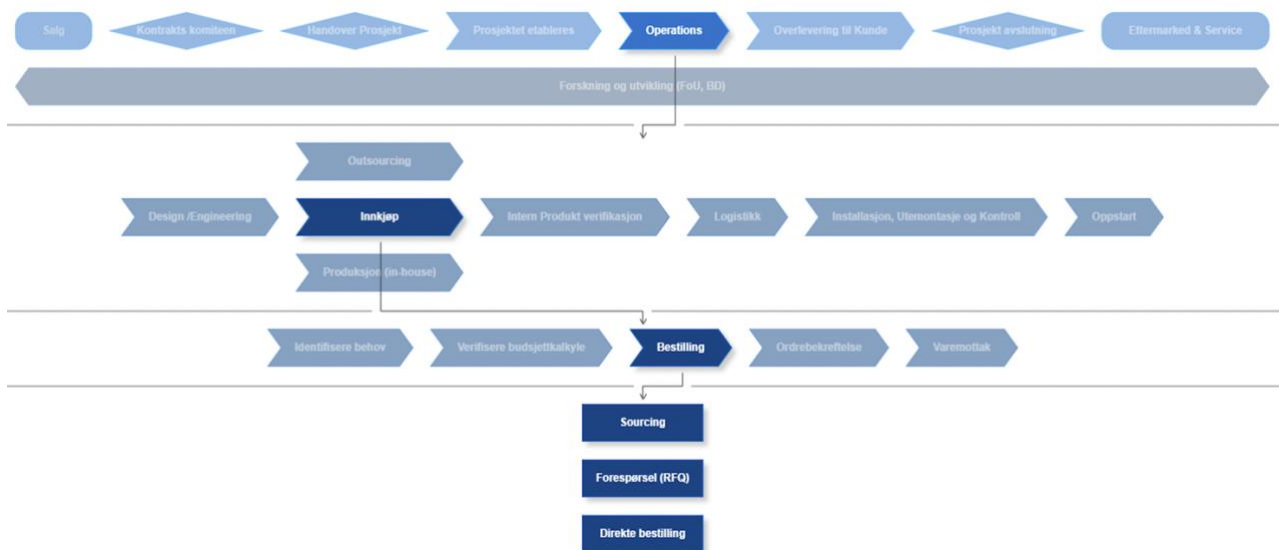 Salg
Kontrakts komiteen
Handover Prosjekt
Prosjektet etableres
Operations
Overlevering til Kunde
Prosjekt avslutning
Ettermarked & Service
Forskning og utvikling (FoU, BD)
Outsourcing
Design /Engineering
Innkjøp
Intern Produkt verifikasjon
Logistikk
Installasjon, Utemontasje og Kontroll
Oppstart
Produksjon (in-house)
Identifisere behov
Verifisere budsjettkalkyle
Bestilling
Ordrebekreftelse
Varemottak
Sourcing
Forespørsel (RFQ)
Direkte bestilling